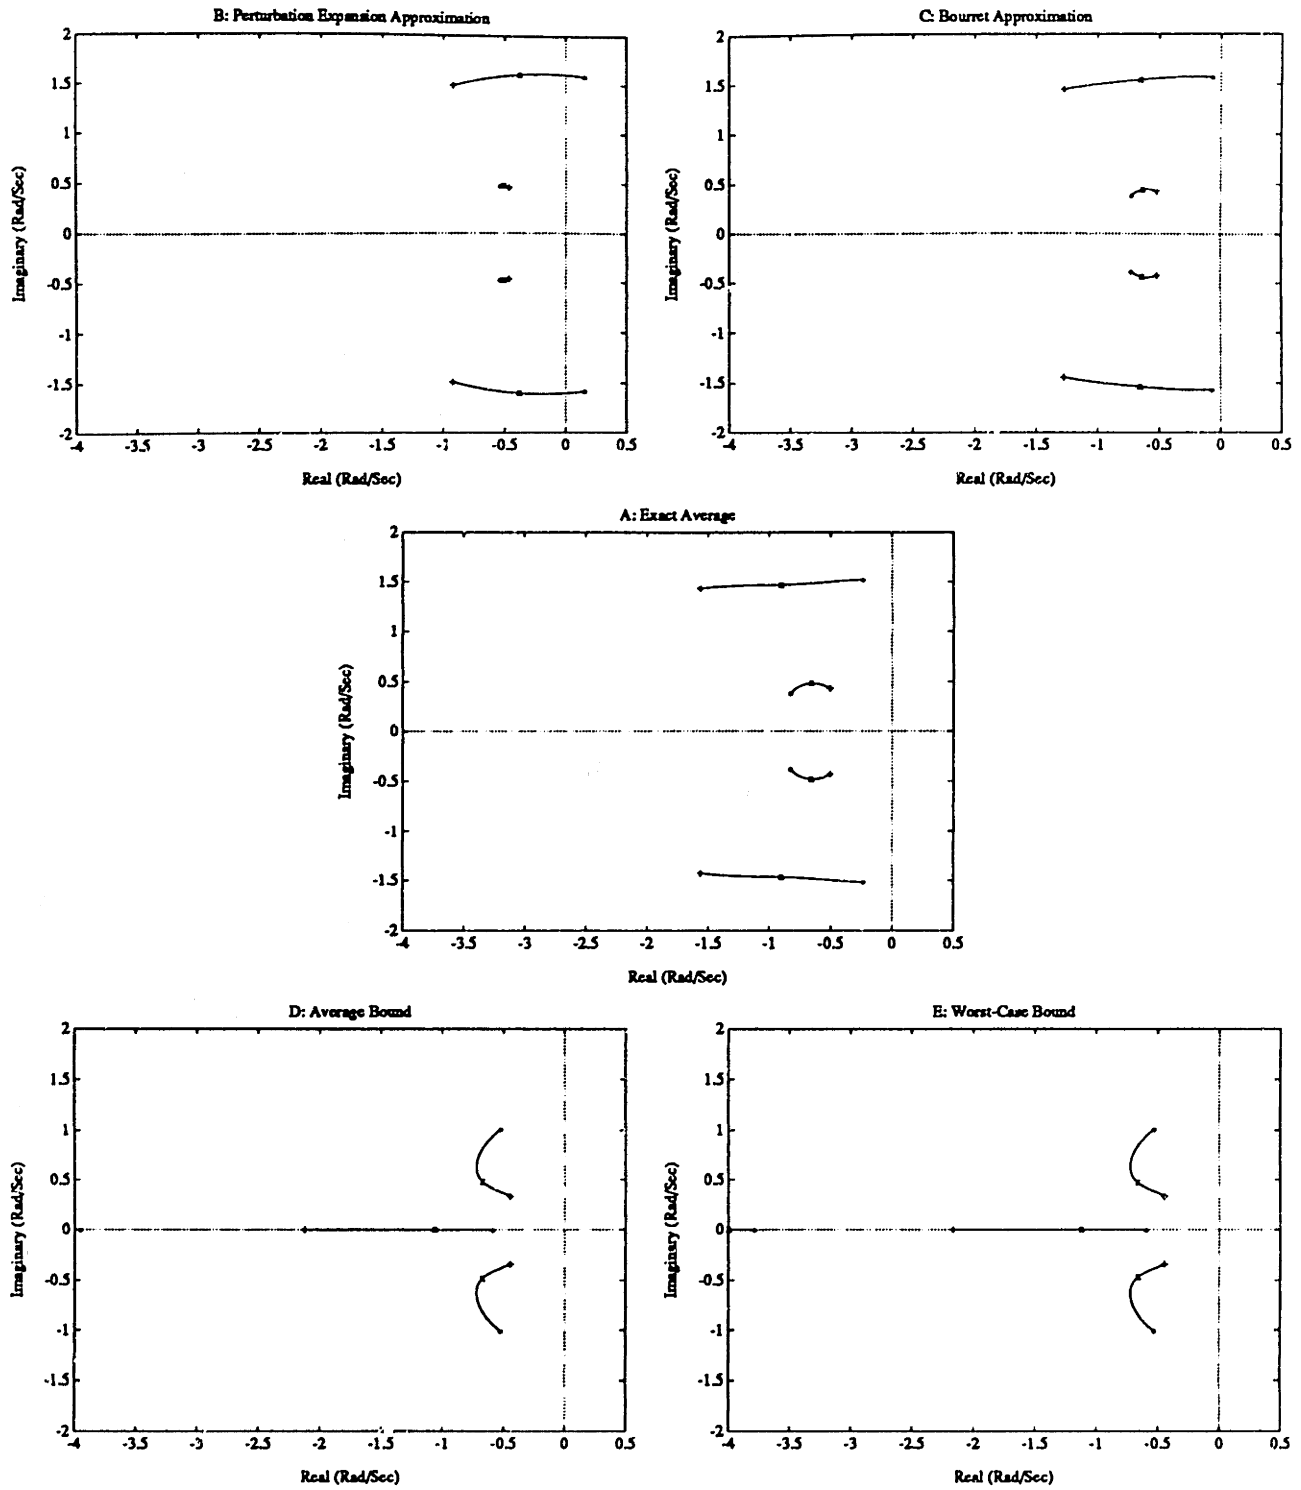 B: Perturbation Expansion Approximation
2
1.5
1
0.5
0
-0.5
-1
-1.5
-2
-4 -3.5 -3 -2.5 -2 -1.5 -1 -0.5 0 0.5
Imaginary (Rad/Sec)
Real (Rad/Sec)
C: Bourret Approximation
2
1.5
1
0.5
0
-0.5
-1
-1.5
-2
-4 -3.5 -3 -2.5 -2 -1.5 -1 -0.5 0 0.5
Imaginary (Rad/Sec)
Real (Rad/Sec)
A: Exact Average
2
1.5
1
0.5
0
-0.5
-1
-1.5
-2
-4 -3.5 -3 -2.5 -2 -1.5 -1 -0.5 0 0.5
Imaginary (Rad/Sec)
Real (Rad/Sec)
D: Average Bound
2
1.5
1
0.5
0
-0.5
-1
-1.5
-2
-4 -3.5 -3 -2.5 -2 -1.5 -1 -0.5 0 0.5
Imaginary (Rad/Sec)
Real (Rad/Sec)
E: Worst-Case Bound
2
1.5
1
0.5
0
-0.5
-1
-1.5
-2
-4 -3.5 -3 -2.5 -2 -1.5 -1 -0.5 0 0.5
Imaginary (Rad/Sec)
Real (Rad/Sec)